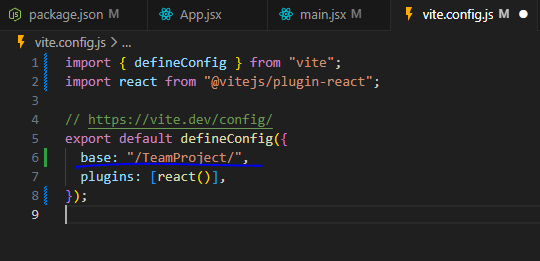 package.json M
App.jsx
main.jsx M
vite.config.js M
vite.config.js > ...
1 import { defineConfig } from "vite";
2 import react from "@vitejs/plugin-react";
3
4 // https://vite.dev/config/
5 export default defineConfig({
6 base: "/TeamProject/",
7 plugins: [react()],
8 });
9